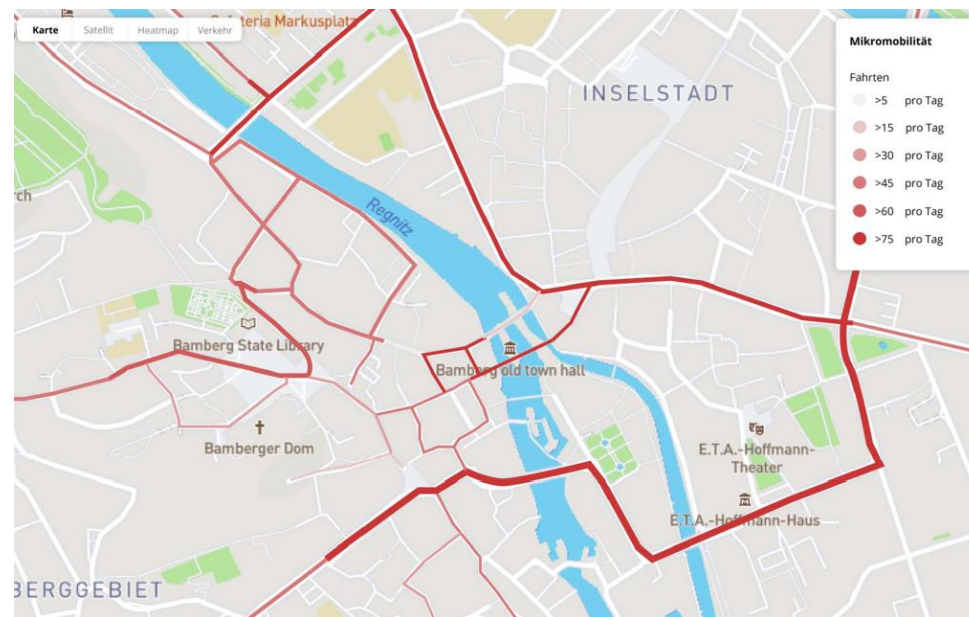 Cafeteria Markusplatz
Karte
Satellit
Heatmap
Verkehr
Mikromobilität
Fahrten
>5 pro Tag
>15 pro Tag
>30 pro Tag
>45 pro Tag
>60 pro Tag
>75 pro Tag
INSELSTADT
rch
Regnitz
Bamberg State Library
Bamberg old town hall
Bamberger Dom
E.T.A.-Hoffmann-
Theater
E.T.A.-Hoffmann-Haus
BERGGEBIET